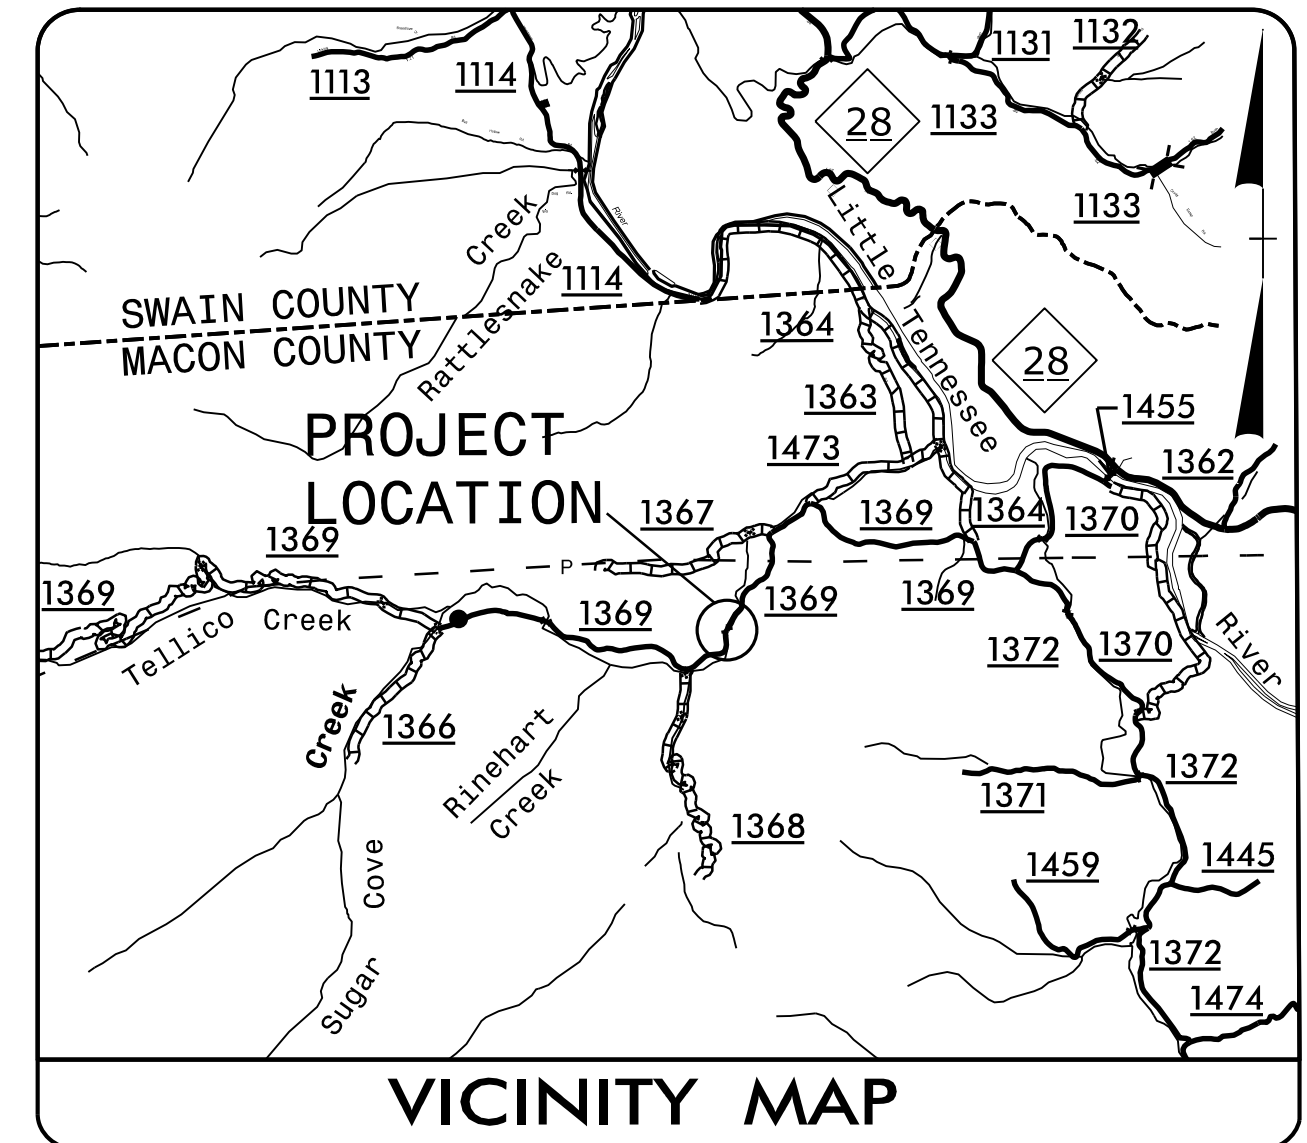 1131
1132
1113
1114
28
1133
1133
Creek
Rattlesnake
River
1114
Little
Tennessee
River
SWAIN COUNTY
MACON COUNTY
1364
28
1363
1455
PROJECT
LOCATION
1473
1362
1367
1369
1364
1370
1369
P
1369
1369
1369
1369
Tellico
Creek
1372
1370
Creek
1366
Rinehart
Creek
1372
1371
1368
Cove
1459
1445
Sugar
1372
1474
VICINITY MAP